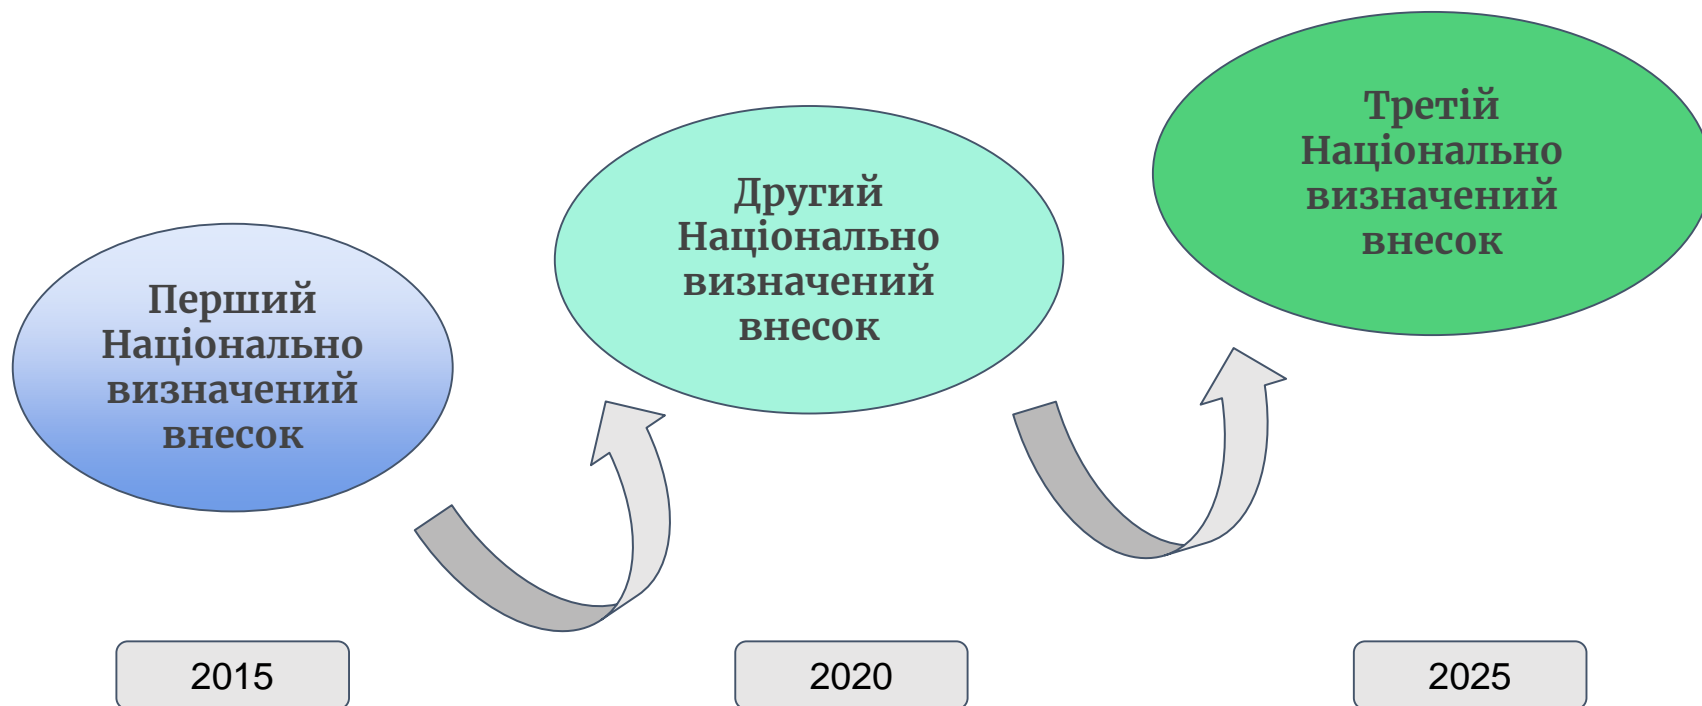 Перший
Національно
визначений
внесок
Другий
Національно
визначений
внесок
Третій
Національно
визначений
внесок
2015
2020
2025